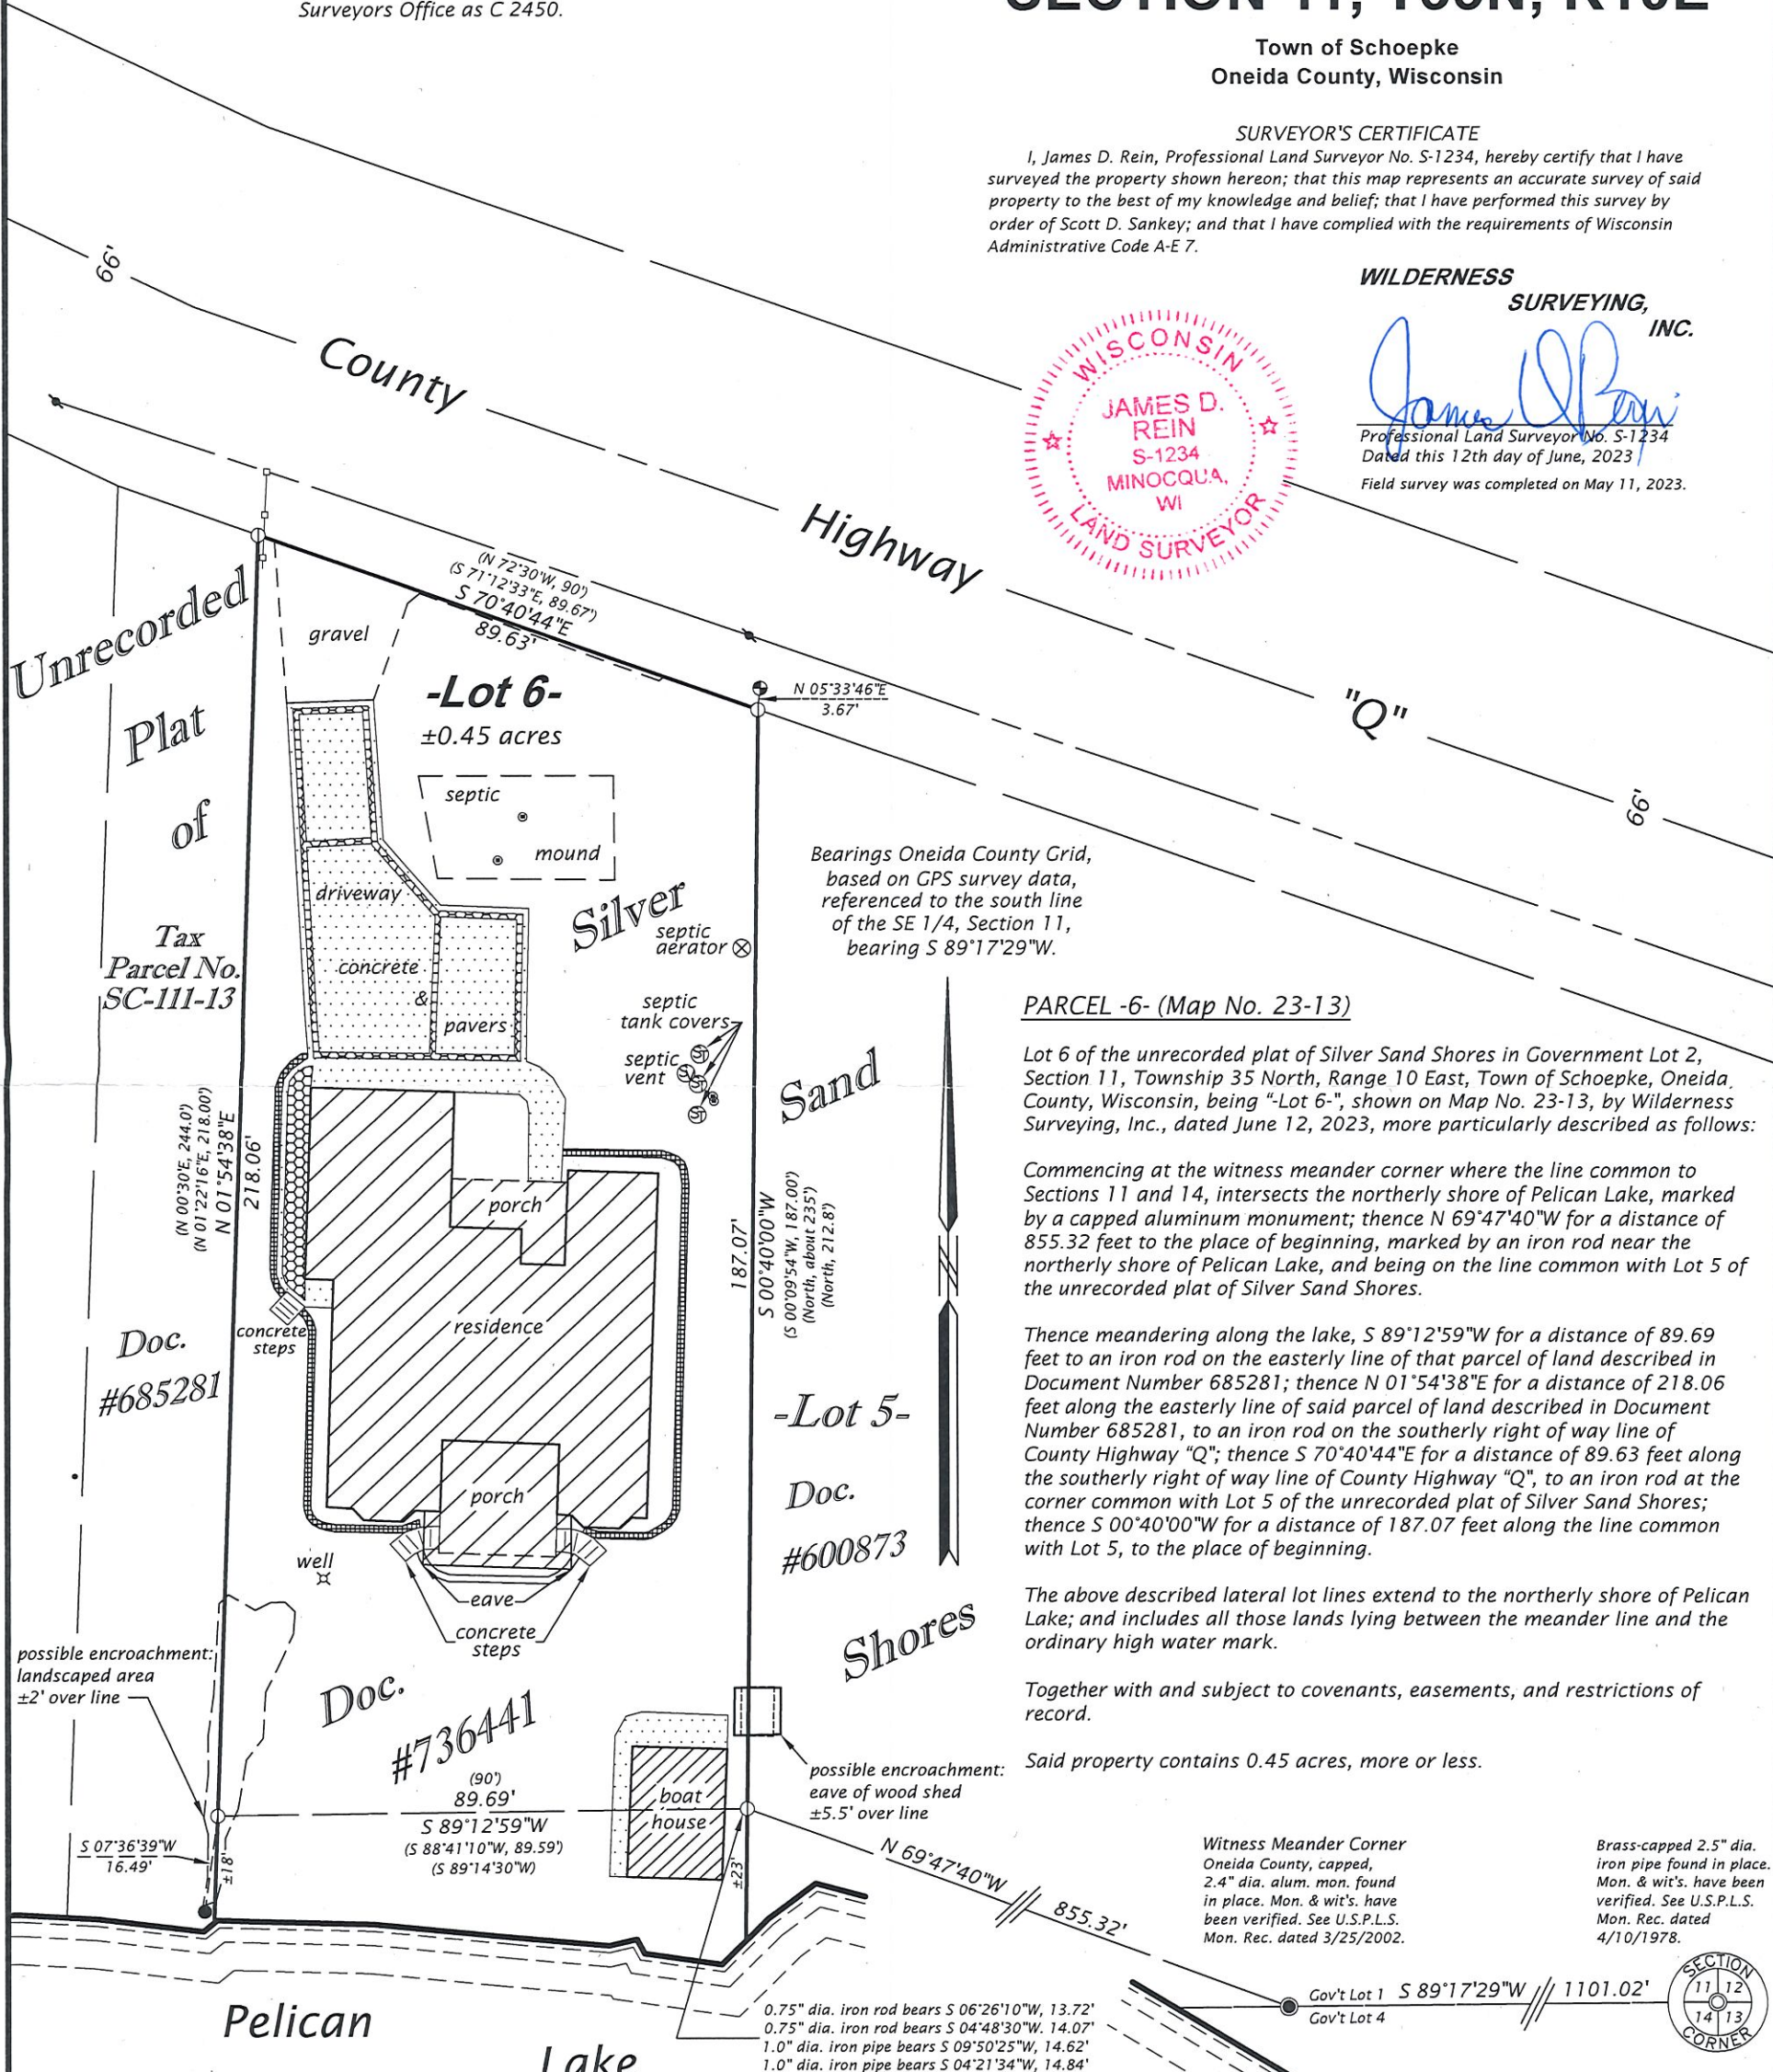 Surveyors Office as C 2450.
SECTION 11, T35N, R10E
Town of Schoepke
Oneida County, Wisconsin
SURVEYOR'S CERTIFICATE
I, James D. Rein, Professional Land Surveyor No. S-1234, hereby certify that I have
surveyed the property shown hereon; that this map represents an accurate survey of said
property to the best of my knowledge and belief; that I have performed this survey by
order of Scott D. Sankey; and that I have complied with the requirements of Wisconsin
Administrative Code A-E 7.
WILDERNESS
SURVEYING,
INC.
WISCONSIN
JAMES D.
REIN
S-1234
MINOCQUA,
WI
LAND SURVEYOR
Professional Land Surveyor No. S-1234
Dated this 12th day of June, 2023
Field survey was completed on May 11, 2023.
66'
County
Highway
"Q"
66'
(N 72°30'W, 90')
(S 71°12'33"E, 89.67')
S 70°40'44"E
89.63'
gravel
-Lot 6-
±0.45 acres
N 05°33'46"E
3.67'
Unrecorded
Plat
of
Silver
Sand
Shores
septic
mound
driveway
concrete
&
pavers
septic
aerator
septic
tank covers
septic
vent
ST
ST
ST
ST
Tax
Parcel No.
SC-111-13
Bearings Oneida County Grid,
based on GPS survey data,
referenced to the south line
of the SE 1/4, Section 11,
bearing S 89°17'29"W.
N
(N 00°30'E, 244.0')
(N 01°22'16"E, 218.00')
N 01°54'38"E
218.06'
porch
residence
porch
187.07'
S 00°40'00"W
(S 00°09'54"W, 187.00')
(North, about 235')
(North, 212.8')
concrete
steps
Doc.
#685281
-Lot 5-
Doc.
#600873
well
eave
concrete
steps
possible encroachment:
landscaped area
±2' over line
Doc.
#736441
(90')
89.69'
S 89°12'59"W
(S 88°41'10"W, 89.59')
(S 89°14'30"W)
boat
house
possible encroachment:
eave of wood shed
±5.5' over line
S 07°36'39"W
16.49'
±18'
±23'
N 69°47'40"W
855.32'
PARCEL -6- (Map No. 23-13)
Lot 6 of the unrecorded plat of Silver Sand Shores in Government Lot 2,
Section 11, Township 35 North, Range 10 East, Town of Schoepke, Oneida
County, Wisconsin, being "-Lot 6-", shown on Map No. 23-13, by Wilderness
Surveying, Inc., dated June 12, 2023, more particularly described as follows:
Commencing at the witness meander corner where the line common to
Sections 11 and 14, intersects the northerly shore of Pelican Lake, marked
by a capped aluminum monument; thence N 69°47'40"W for a distance of
855.32 feet to the place of beginning, marked by an iron rod near the
northerly shore of Pelican Lake, and being on the line common with Lot 5 of
the unrecorded plat of Silver Sand Shores.
Thence meandering along the lake, S 89°12'59"W for a distance of 89.69
feet to an iron rod on the easterly line of that parcel of land described in
Document Number 685281; thence N 01°54'38"E for a distance of 218.06
feet along the easterly line of said parcel of land described in Document
Number 685281, to an iron rod on the southerly right of way line of
County Highway "Q"; thence S 70°40'44"E for a distance of 89.63 feet along
the southerly right of way line of County Highway "Q", to an iron rod at the
corner common with Lot 5 of the unrecorded plat of Silver Sand Shores;
thence S 00°40'00"W for a distance of 187.07 feet along the line common
with Lot 5, to the place of beginning.
The above described lateral lot lines extend to the northerly shore of Pelican
Lake; and includes all those lands lying between the meander line and the
ordinary high water mark.
Together with and subject to covenants, easements, and restrictions of
record.
Said property contains 0.45 acres, more or less.
Witness Meander Corner
Oneida County, capped,
2.4" dia. alum. mon. found
in place. Mon. & wit's. have
been verified. See U.S.P.L.S.
Mon. Rec. dated 3/25/2002.
Brass-capped 2.5" dia.
iron pipe found in place.
Mon. & wit's. have been
verified. See U.S.P.L.S.
Mon. Rec. dated
4/10/1978.
Gov't Lot 1
Gov't Lot 4
S 89°17'29"W
1101.02'
SECTION
11 12
14 13
CORNER
0.75" dia. iron rod bears S 06°26'10"W, 13.72'
0.75" dia. iron rod bears S 04°48'30"W. 14.07'
1.0" dia. iron pipe bears S 09°50'25"W, 14.62'
1.0" dia. iron pipe bears S 04°21'34"W, 14.84'
Pelican
Lake